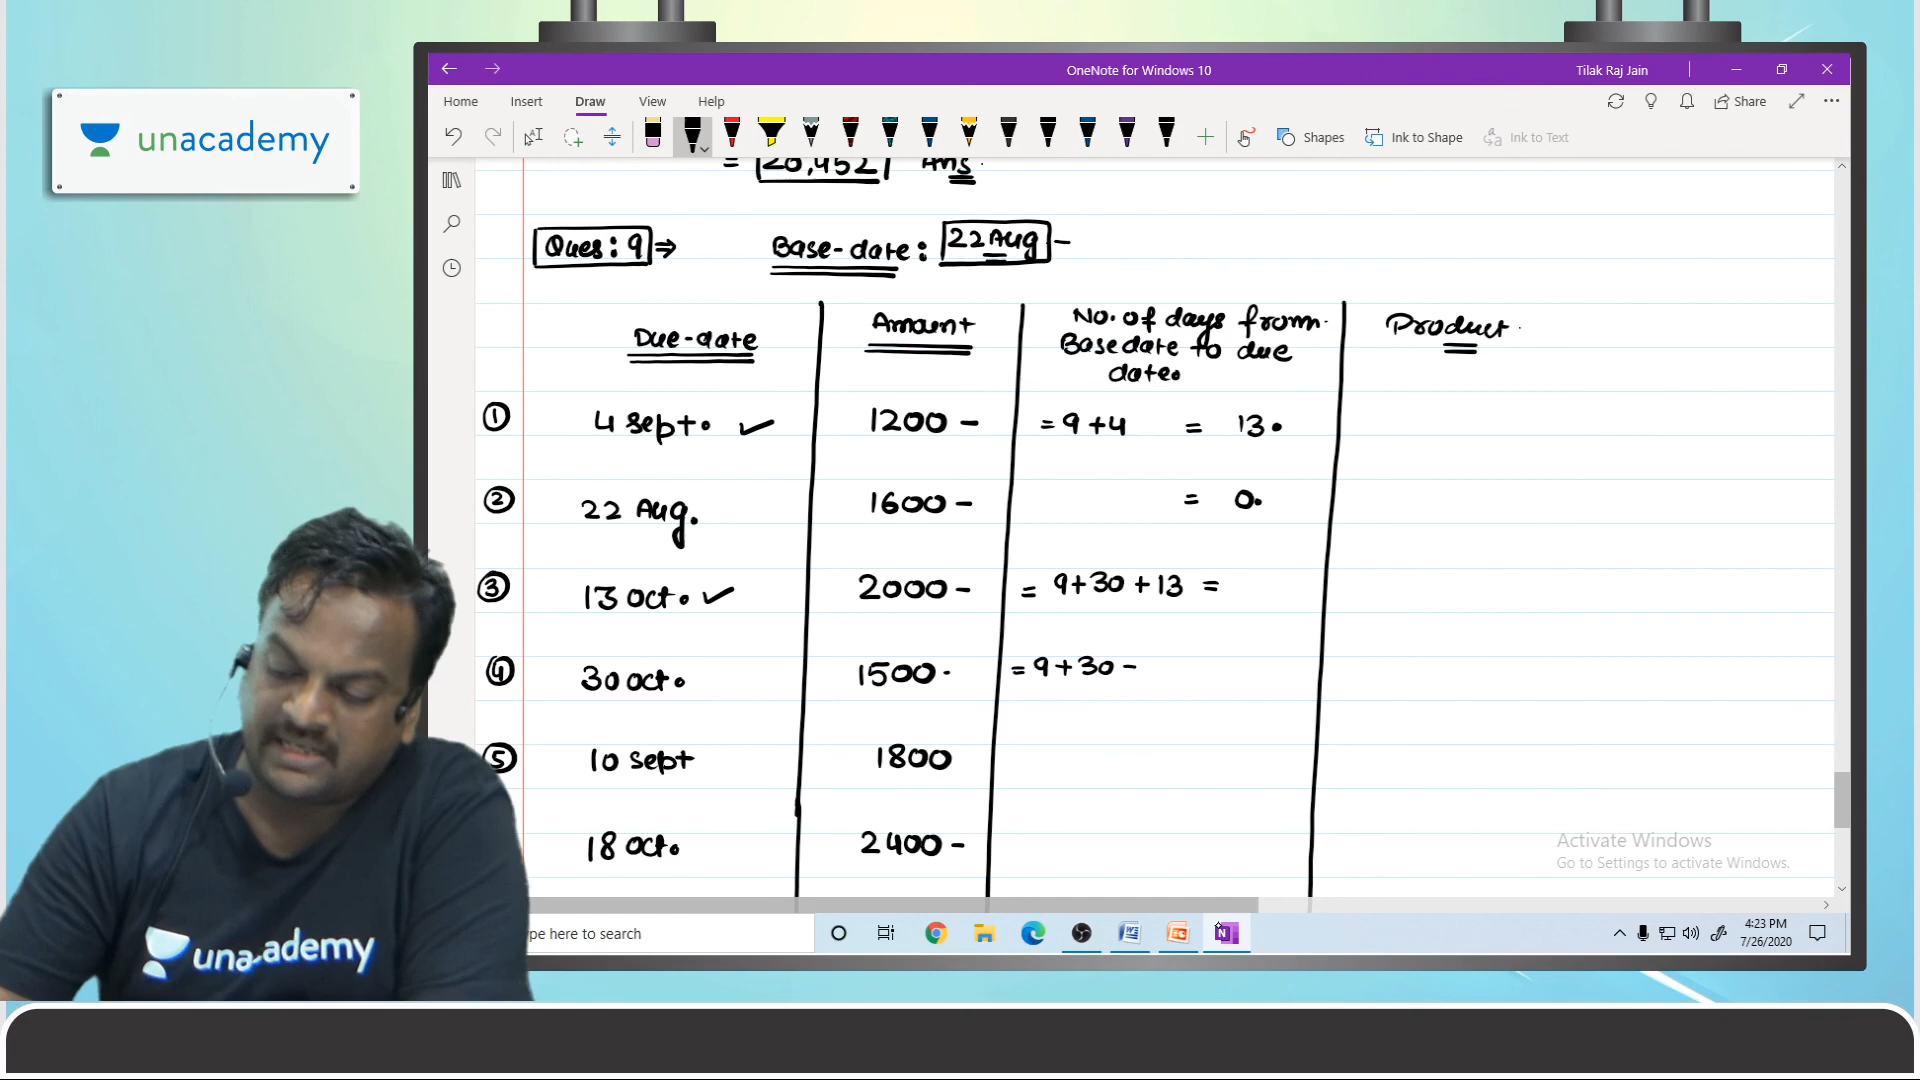 unacademy
OneNote for Windows 10
Tilak Raj Jain
Home Insert Draw View Help
Share
Shapes Ink to Shape Ink to Text
= 20,452 Ans.
Ques: 9 ⇒ Base-date: 22 Aug -
Due-date Amount No. of days from Base date to due date. Product
① 4 Sept. ✓ 1200 - = 9+4 = 13.
② 22 Aug. 1600 - = 0.
③ 13 Oct. ✓ 2000 - = 9+30+13 =
④ 30 Oct. 1500 - = 9+30 -
⑤ 10 Sept 1800
18 Oct. 2400 -
Activate Windows
Go to Settings to activate Windows.
ype here to search
4:23 PM
7/26/2020
unacademy